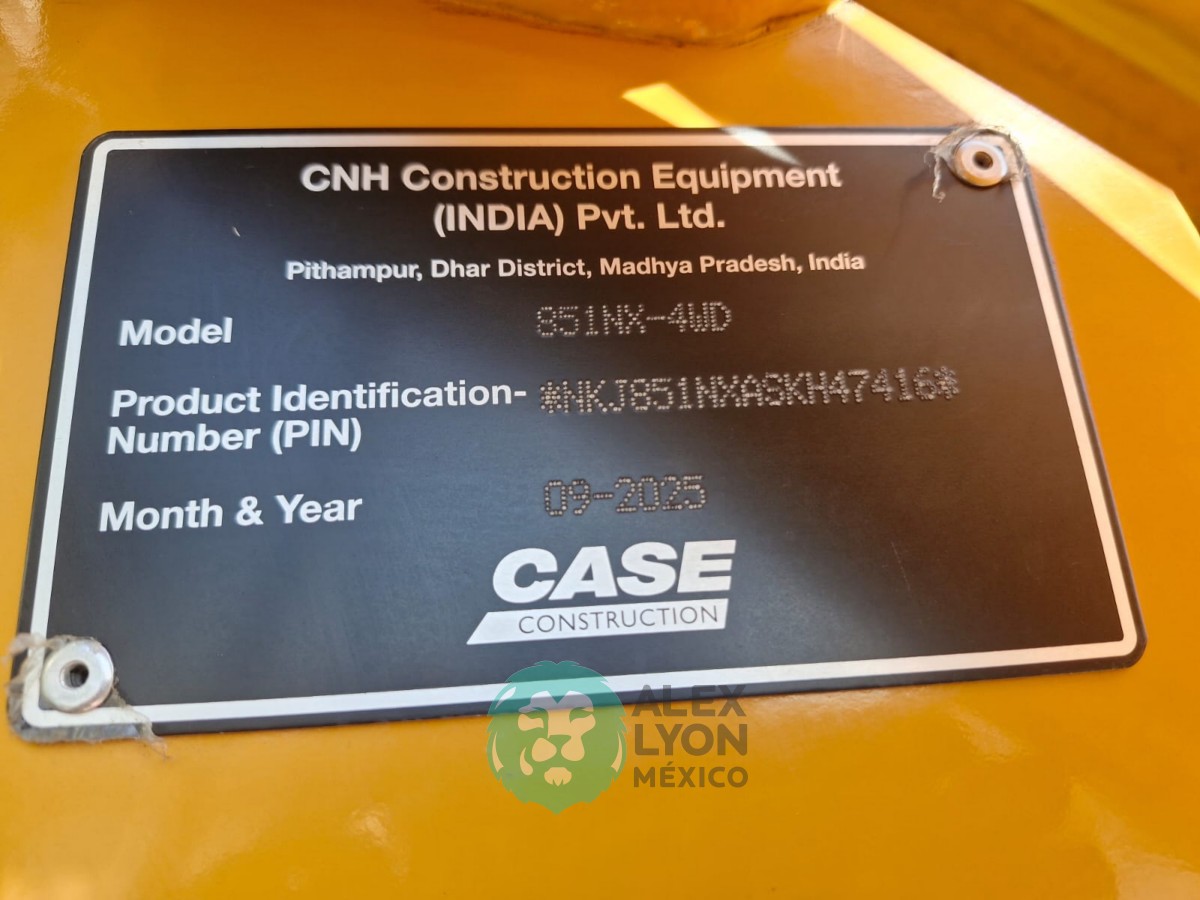 CNH Construction Equipment
(INDIA) Pvt. Ltd.
Pithampur, Dhar District, Madhya Pradesh, India
Model 851NX-4WD
Product Identification- *NKJ851NXASKH47416*
Number (PIN)
Month & Year 09-2025
CASE
CONSTRUCTION
ALEX
LYON
MÉXICO